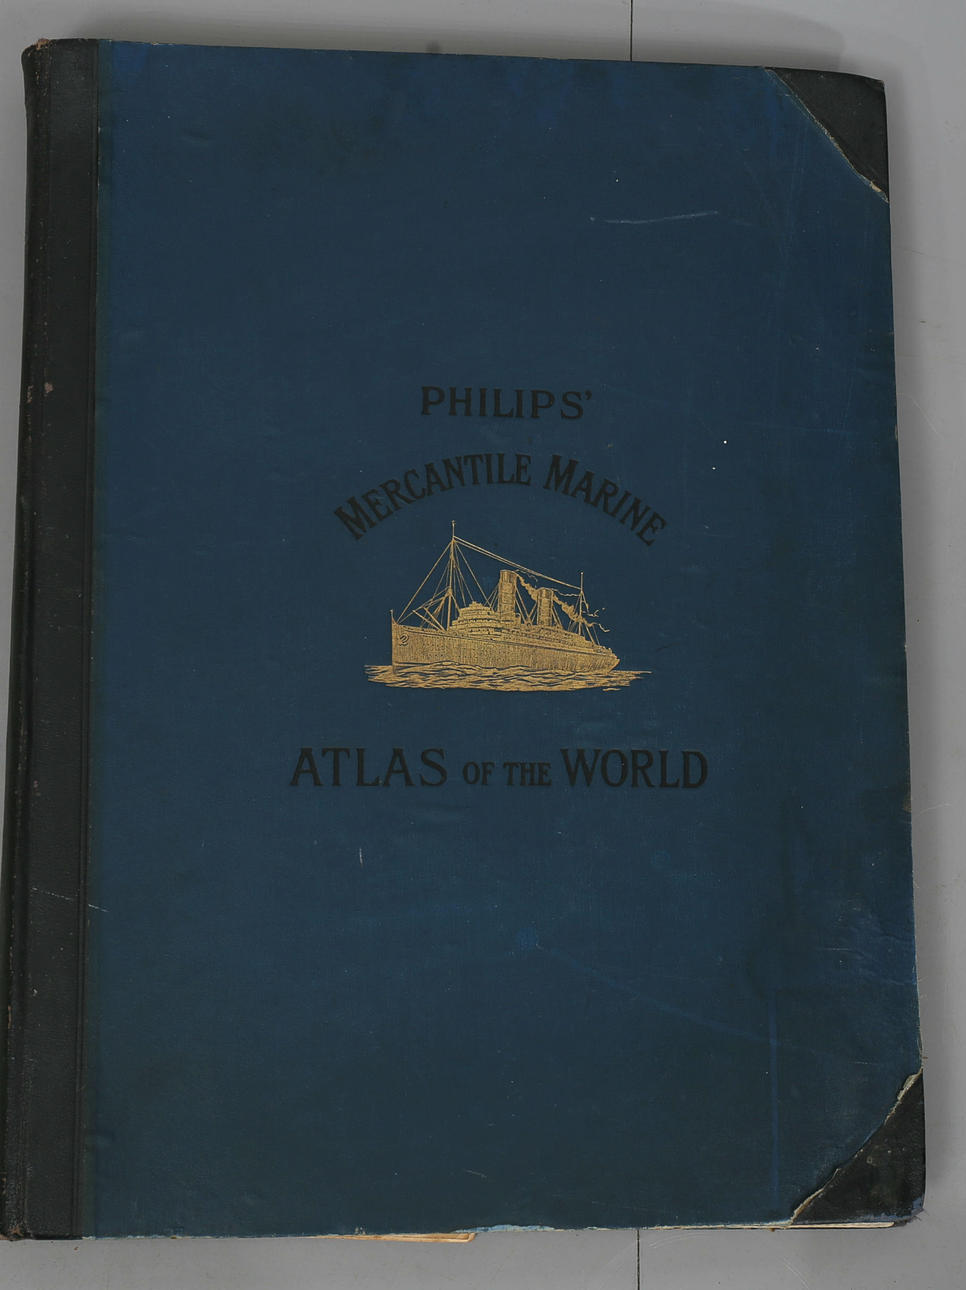 PHILIPS'
MERCANTILE MARINE
ATLAS OF THE WORLD